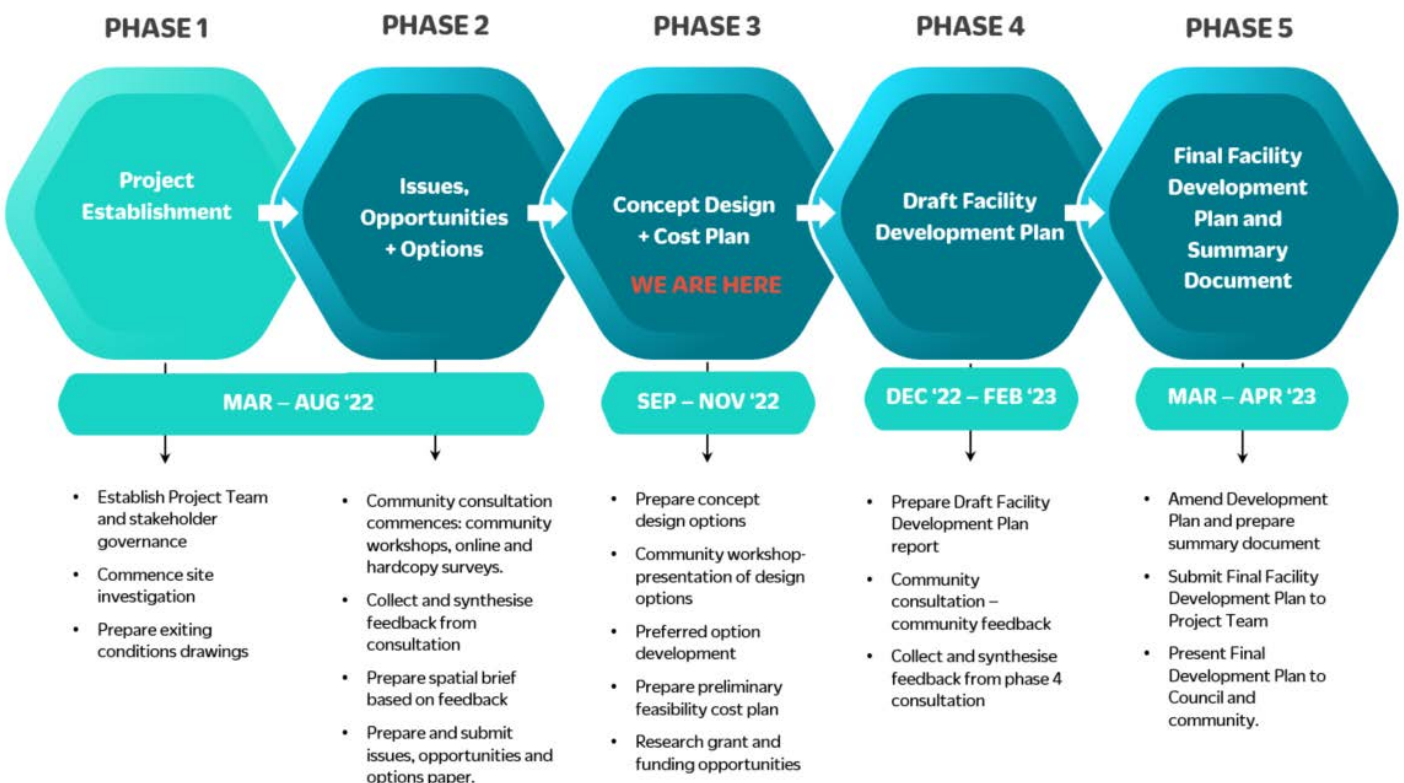 PHASE 1
PHASE 2
PHASE 3
PHASE 4
PHASE 5
Project
Establishment
Issues,
Opportunities
+ Options
Concept Design
+ Cost Plan
WE ARE HERE
Draft Facility
Development Plan
Final Facility
Development
Plan and
Summary
Document
MAR – AUG '22
SEP – NOV '22
DEC '22 – FEB '23
MAR – APR '23
• Establish Project Team
and stakeholder
governance
• Commence site
investigation
• Prepare exiting
conditions drawings
• Community consultation
commences: community
workshops, online and
hardcopy surveys.
• Collect and synthesise
feedback from
consultation
• Prepare spatial brief
based on feedback
• Prepare and submit
issues, opportunities and
options paper.
• Prepare concept
design options
• Community workshop-
presentation of design
options
• Preferred option
development
• Prepare preliminary
feasibility cost plan
• Research grant and
funding opportunities
• Prepare Draft Facility
Development Plan
report
• Community
consultation –
community feedback
• Collect and synthesise
feedback from phase 4
consultation
• Amend Development
Plan and prepare
summary document
• Submit Final Facility
Development Plan to
Project Team
• Present Final
Development Plan to
Council and
community.